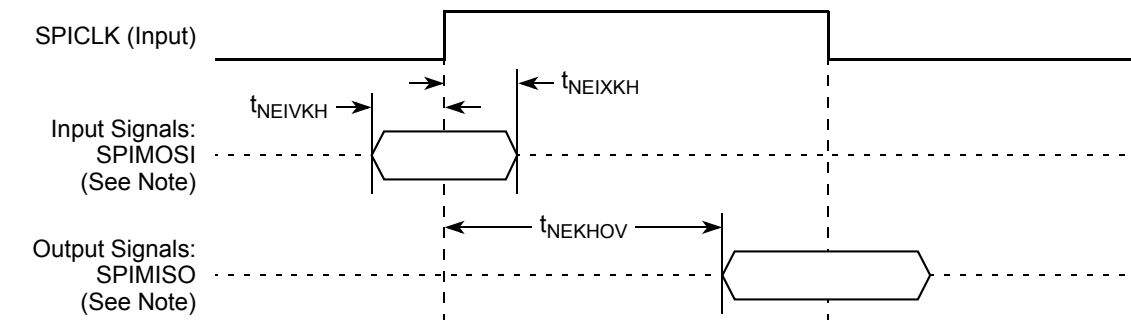 SPICLK (Input)
tNEIXKH
tNEIVKH
Input Signals:
SPIMOSI
(See Note)
tNEKHOV
Output Signals:
SPIMISO
(See Note)